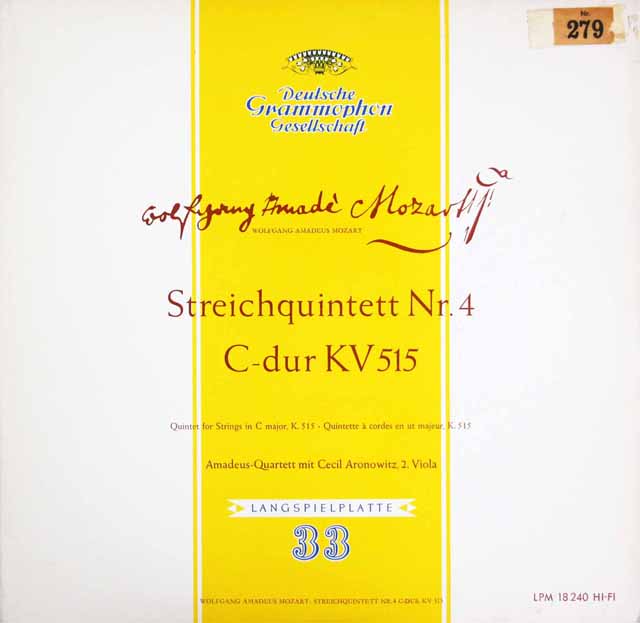 Nr.
279
Deutsche
Grammophon
Gesellschaft
Wolfgang Amadè Mozart
WOLFGANG AMADEUS MOZART
Streichquintett Nr. 4
C-dur KV 515
Quintet for Strings in C major, K. 515 - Quintette à cordes en ut majeur, K. 515
Amadeus-Quartett mit Cecil Aronowitz, 2. Viola
LANGSPIELPLATTE
33
WOLFGANG AMADEUS MOZART: STREICHQUINTETT NR. 4 C-DUR KV 515
LPM 18 240 HI-FI